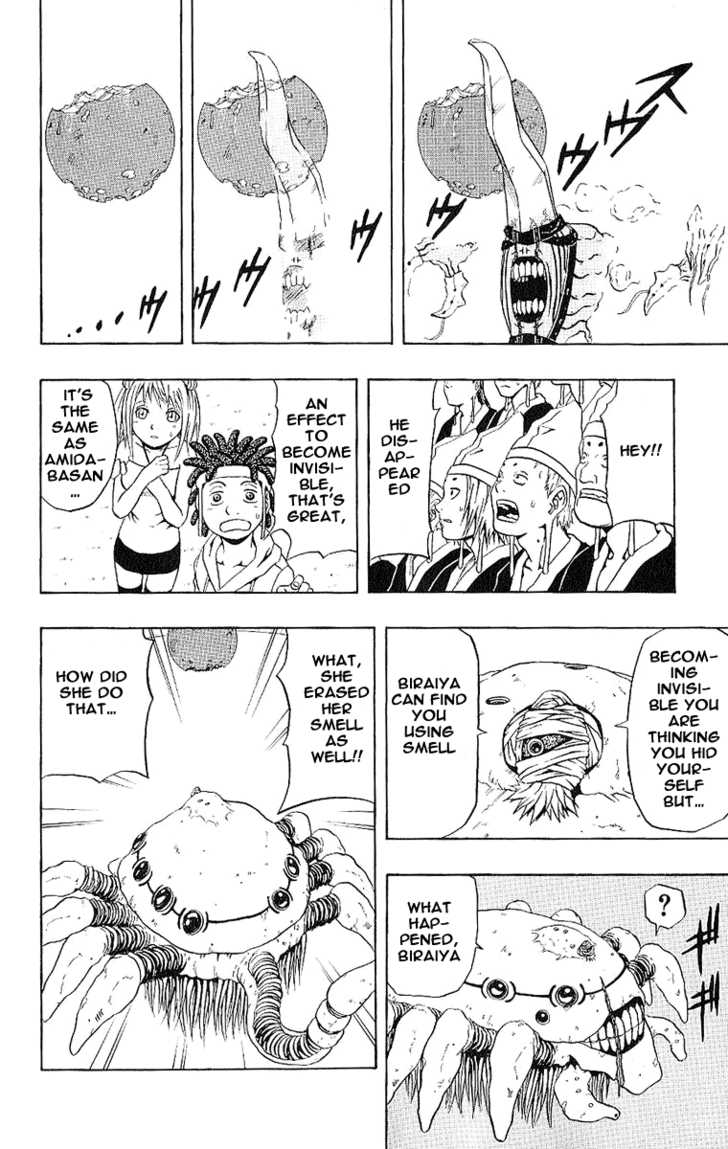 ス
ッ
ッ
ッ
ッ
ッ
ッ
ッ
ッ
....
HEY!!
HE
DIS-
AP-
PEAR
ED
AN
EFFECT
TO
BECOME
INVISI-
BLE,
THAT'S
GREAT,
IT'S
THE
SAME
AS
AMIDA-
BASAN
...
BECOM-
ING
INVISI-
BLE YOU
ARE
THINKING
YOU HID
YOUR-
SELF
BUT...
BIRAIYA
CAN FIND
YOU
USING
SMELL
WHAT,
SHE
ERASED
HER
SMELL
AS
WELL!!
HOW DID
SHE DO
THAT...
?
WHAT
HAP-
PENED,
BIRAIYA